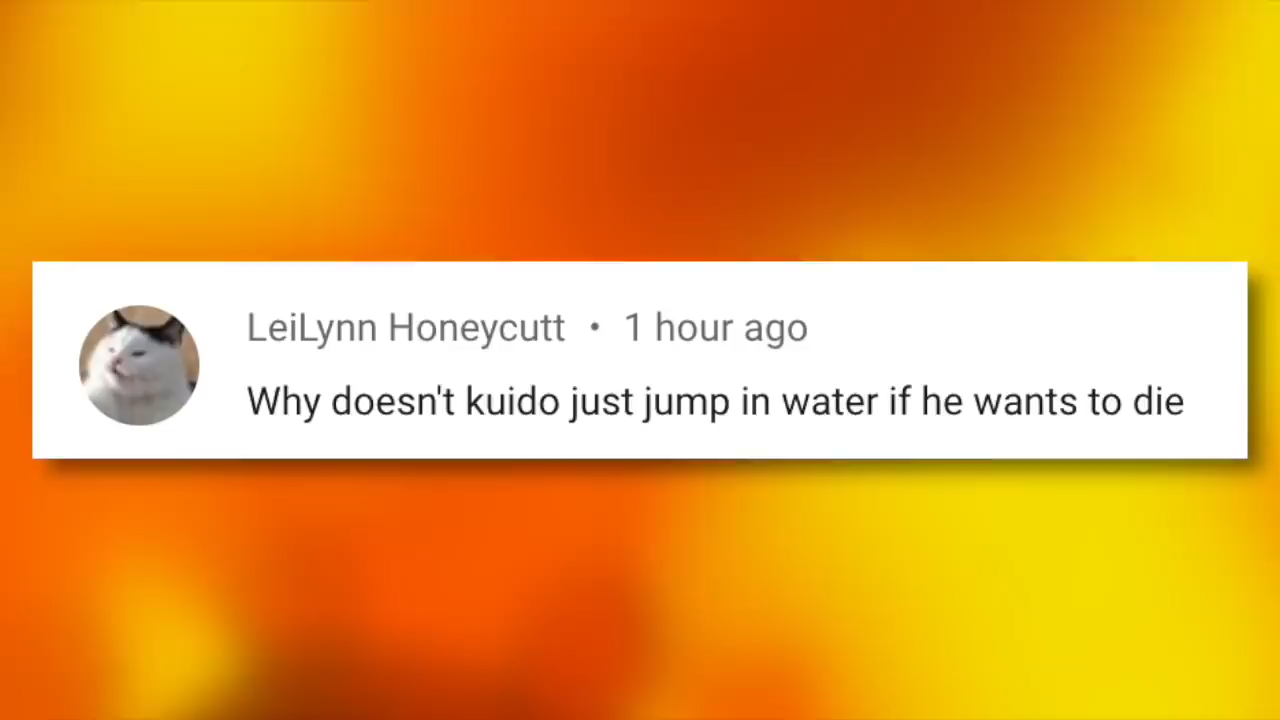 LeiLynn Honeycutt • 1 hour ago
Why doesn't kuido just jump in water if he wants to die